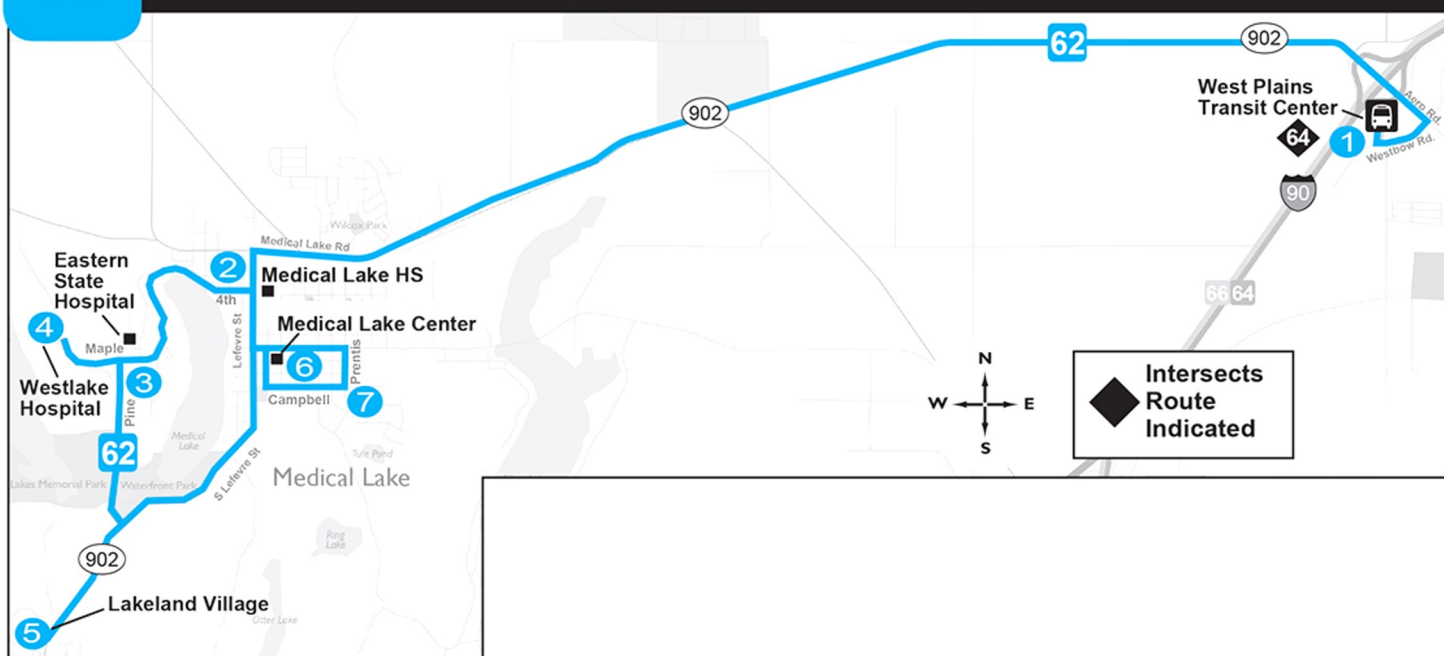 62
902
West Plains
Transit Center
Aero Rd.
64
1
Westbow Rd.
902
90
Wilcox Park
Medical Lake Rd
Eastern
State
Hospital
2
Medical Lake HS
4th
66 64
4
Lefevre St
Medical Lake Center
Maple
Prentis
6
Westlake
Hospital
3
Campbell
7
Pine
N
W E
S
Intersects
Route
Indicated
Medical
Lake
62
Tule Pond
S Lefevre St
Medical Lake
Lakes Memorial Park
Waterfront Park
Ring
Lake
902
Lakeland Village
Otter Lake
5